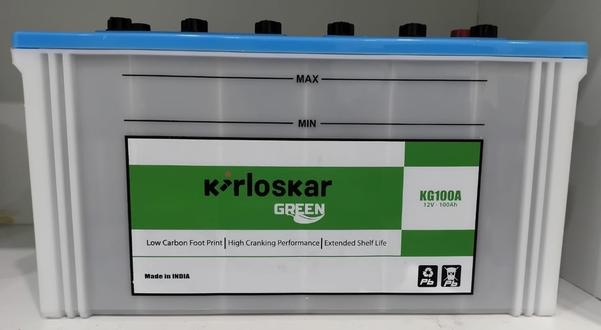 MAX
MIN
Kirloskar
GREEN
KG100A
12V - 100Ah
Low Carbon Foot Print | High Cranking Performance | Extended Shelf Life
Made in INDIA
Pb Pb